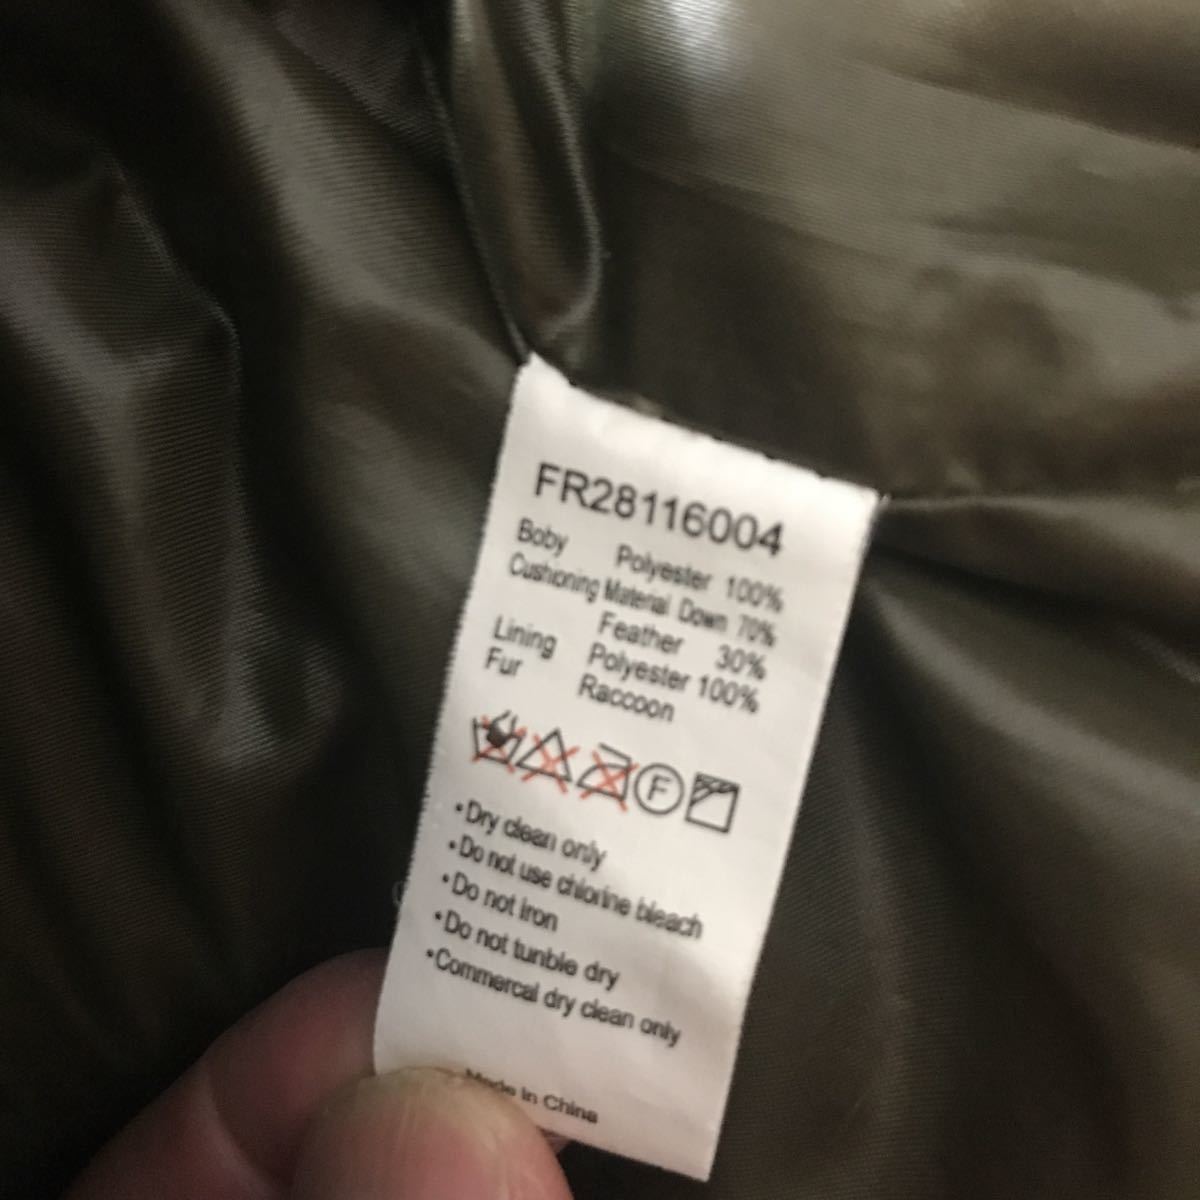 FR28116004
Boby Polyester 100%
Cushioning Material Down 70%
Feather 30%
Lining Polyester 100%
Fur Raccoon
F
•Dry clean only
•Do not use chlorine bleach
•Do not iron
•Do not tunble dry
•Commercal dry clean only
Made in China